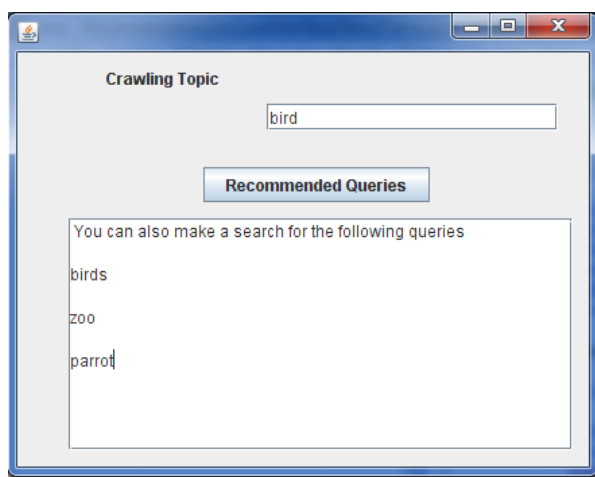 Crawling Topic
bird
Recommended Queries
You can also make a search for the following queries
birds
zoo
parrot